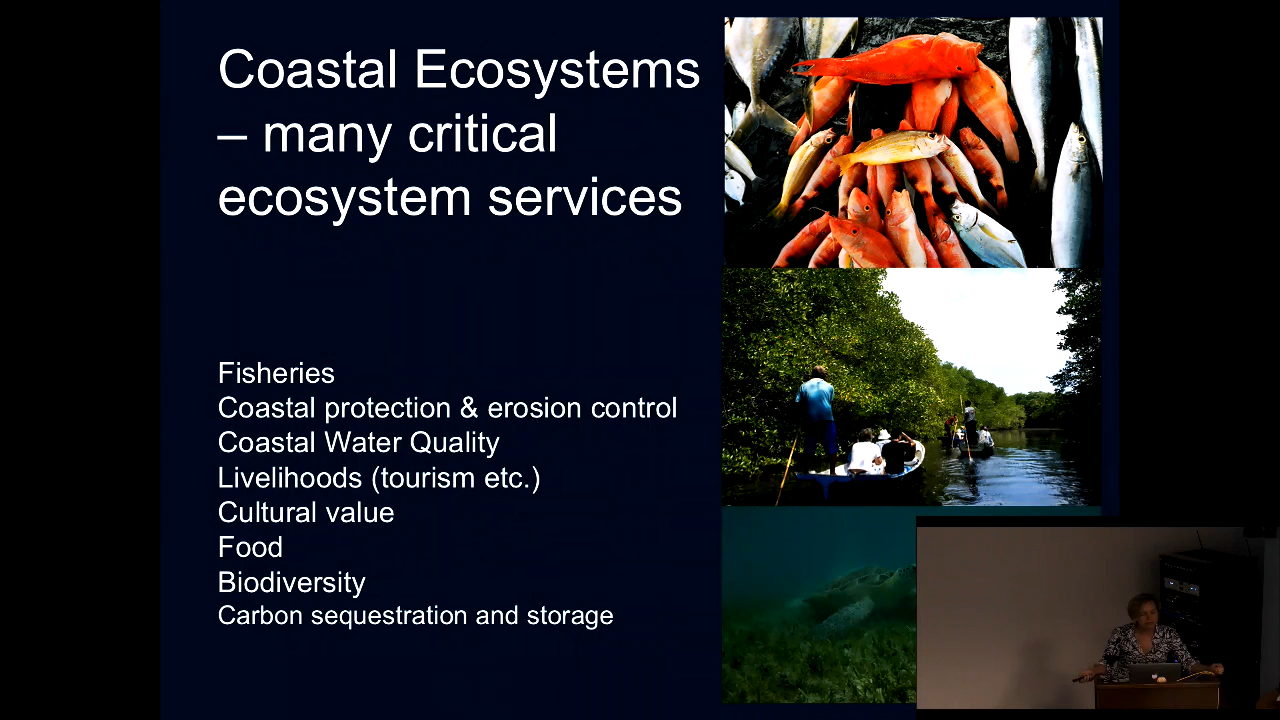 Coastal Ecosystems
– many critical
ecosystem services
Fisheries
Coastal protection & erosion control
Coastal Water Quality
Livelihoods (tourism etc.)
Cultural value
Food
Biodiversity
Carbon sequestration and storage